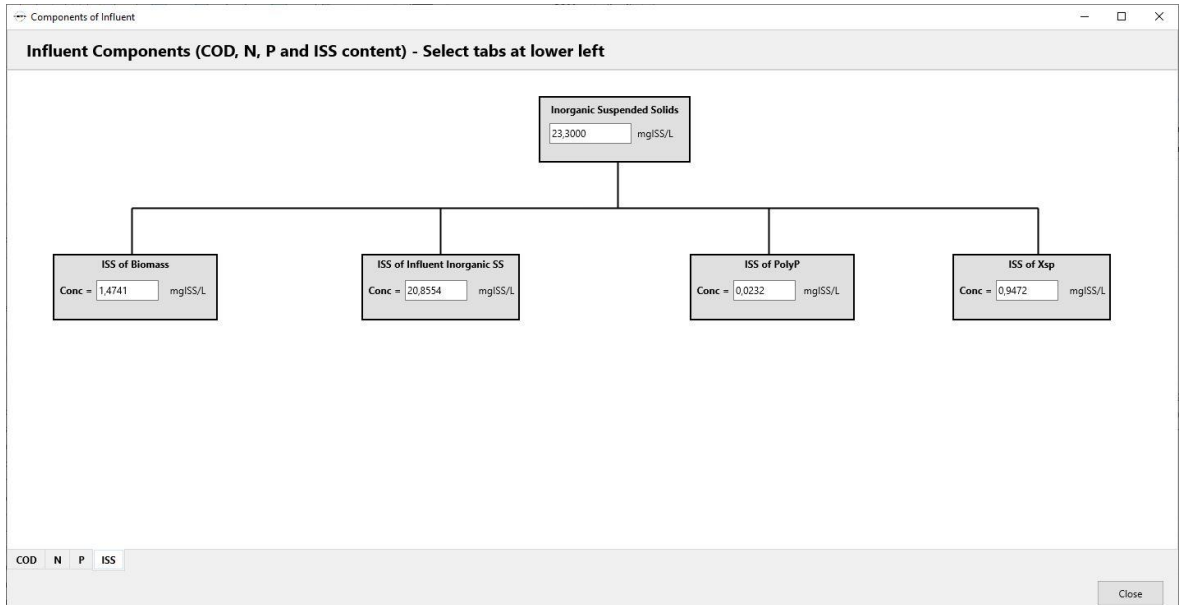 Components of Influent
Influent Components (COD, N, P and ISS content) - Select tabs at lower left
Inorganic Suspended Solids
23,3000 mgISS/L
ISS of Biomass
Conc = 1,4741 mgISS/L
ISS of Influent Inorganic SS
Conc = 20,8554 mgISS/L
ISS of PolyP
Conc = 0,0232 mgISS/L
ISS of Xsp
Conc = 0,9472 mgISS/L
COD N P ISS
Close